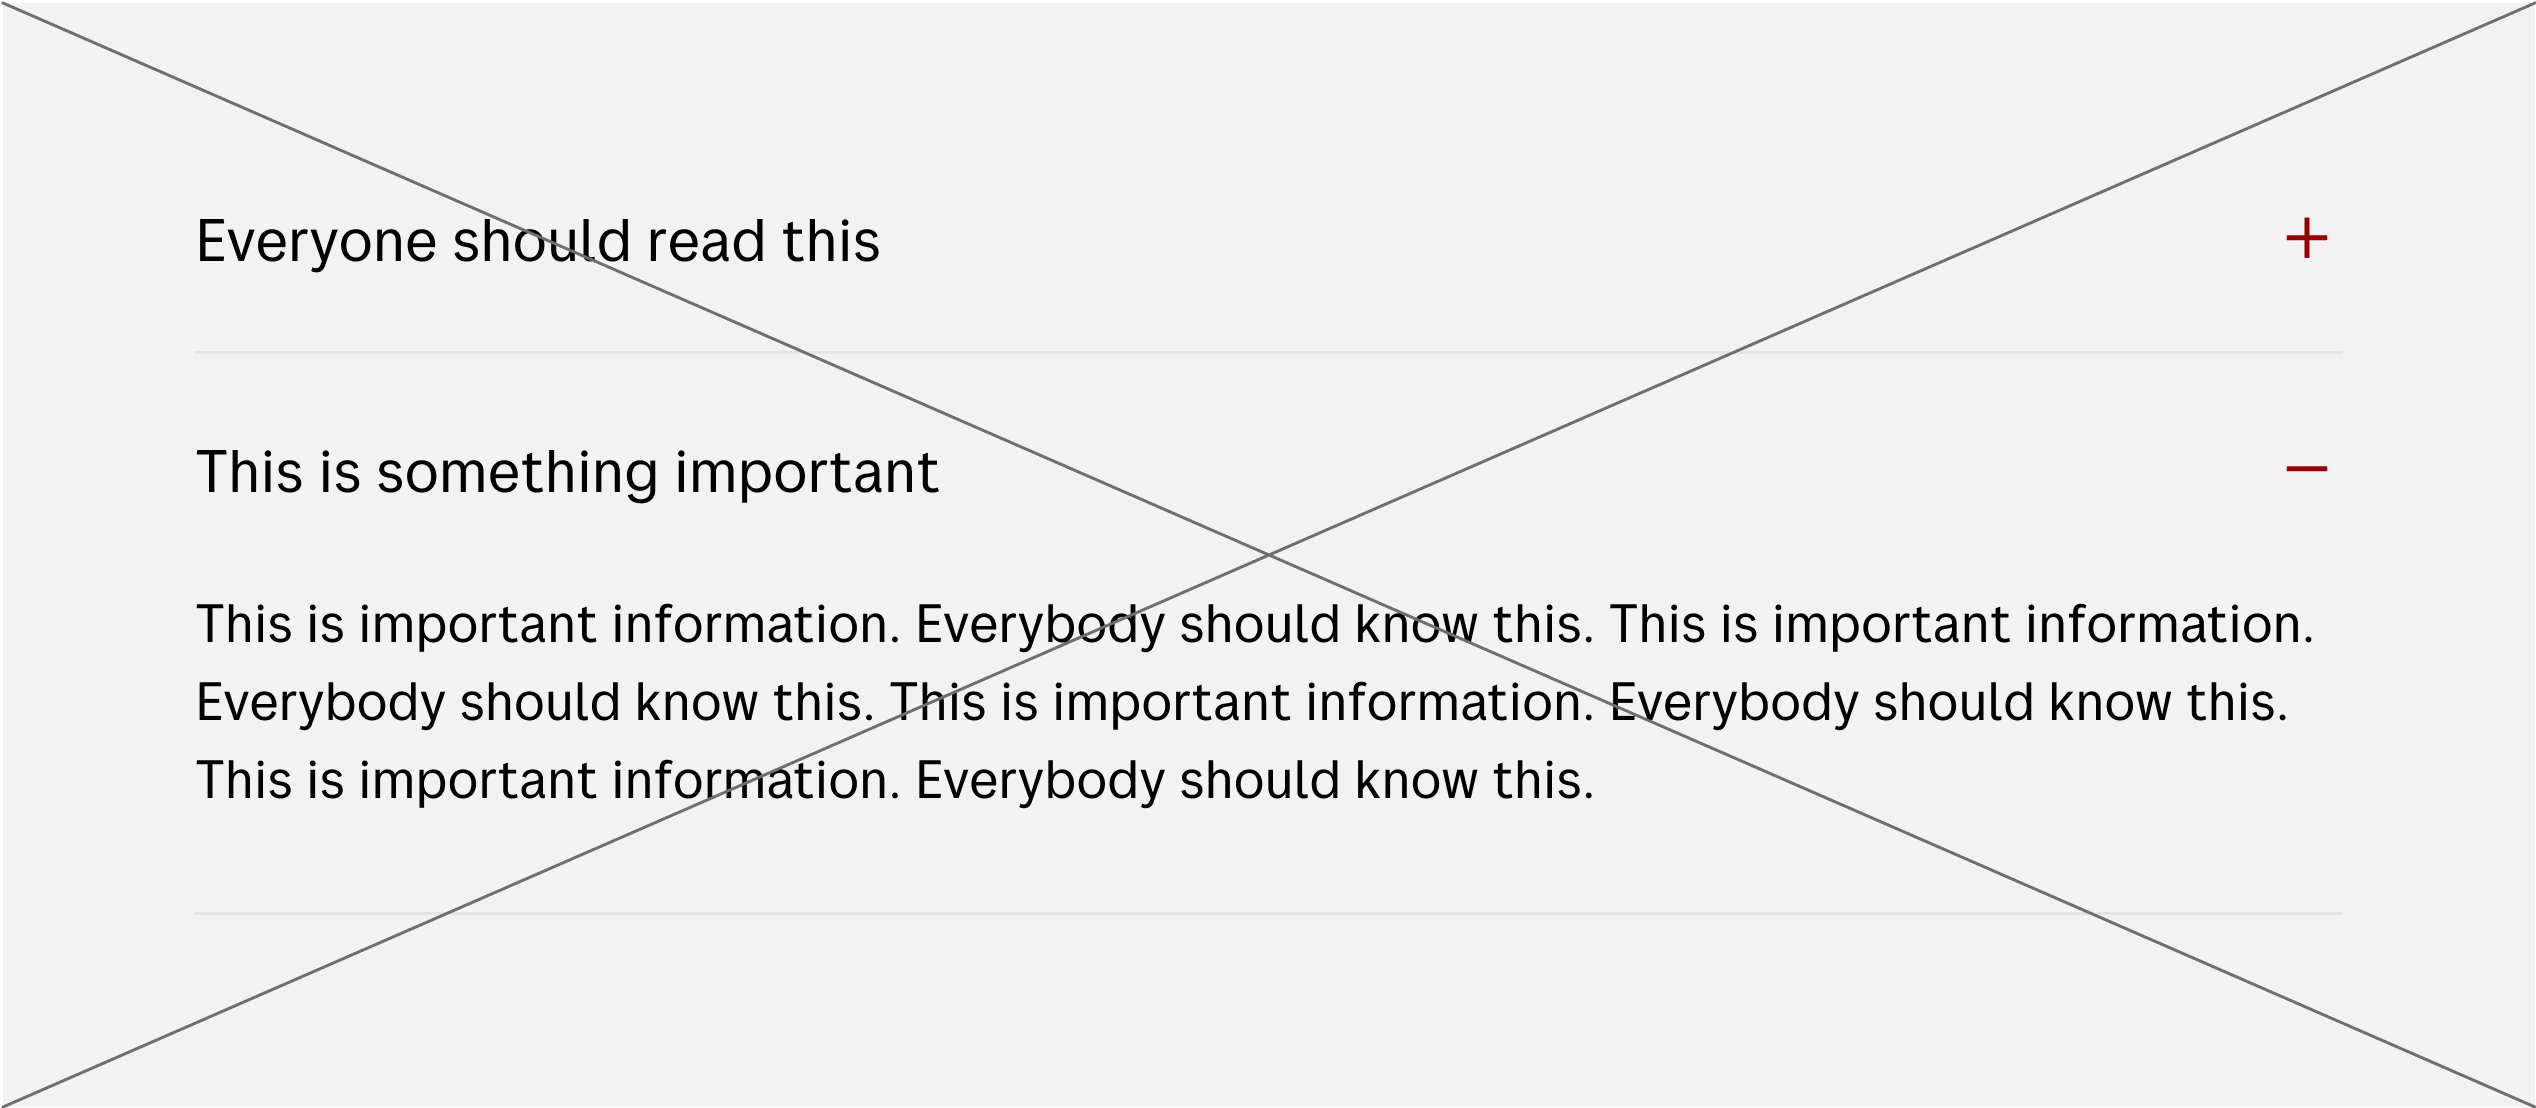 Everyone should read this
This is something important
This is important information. Everybody should know this. This is important information.
Everybody should know this. This is important information. Everybody should know this.
This is important information. Everybody should know this.